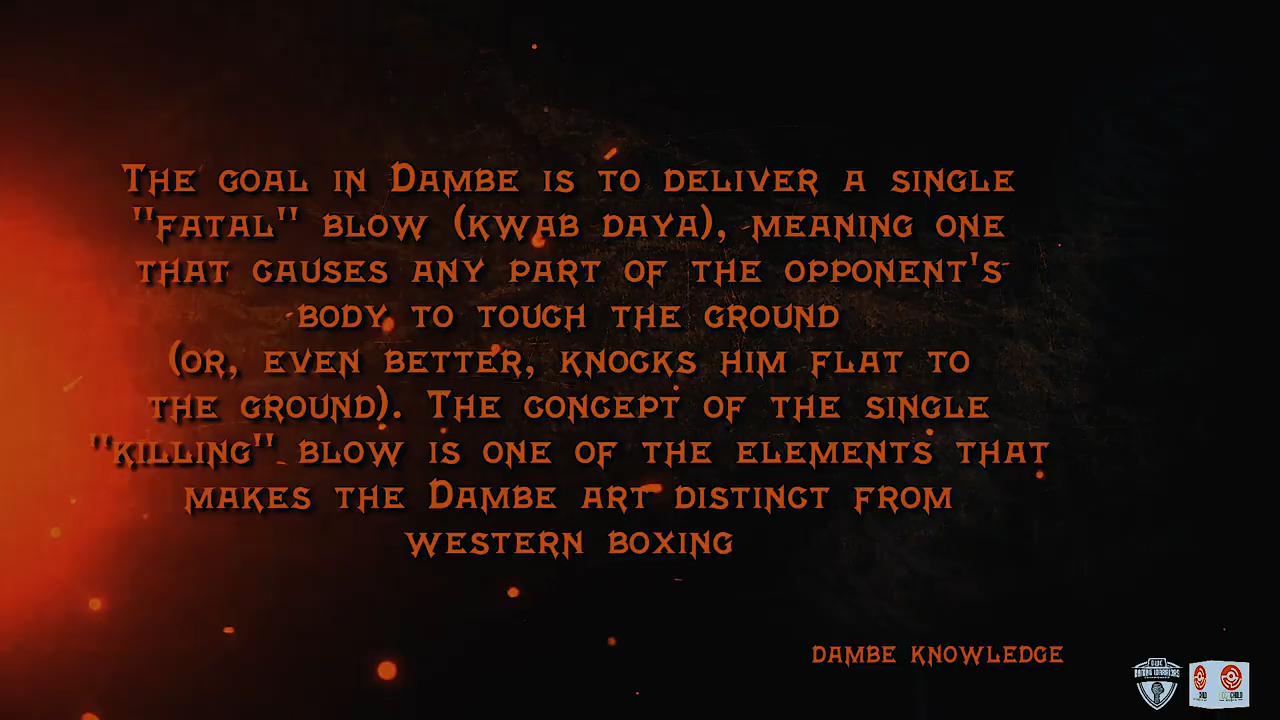 The goal in Dambe is to deliver a single
"fatal" blow (kwab daya), meaning one
that causes any part of the opponent's
body to touch the ground
(or, even better, knocks him flat to
the ground). The concept of the single
"killing" blow is one of the elements that
makes the Dambe art distinct from
western boxing
Dambe Knowledge
DAMBE WARRIORS